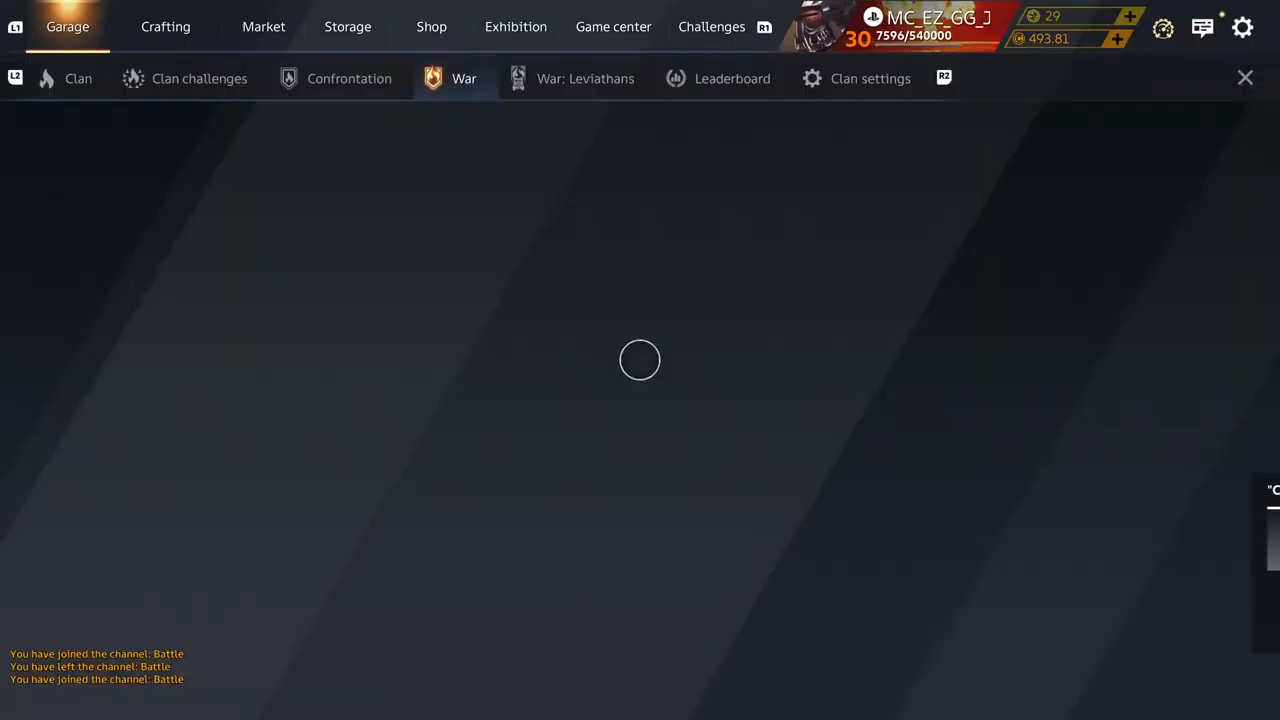 L1 Garage Crafting Market Storage Shop Exhibition Game center Challenges R1
MC_EZ_GG_J
30 7596/540000
29
493.81
L2 Clan Clan challenges Confrontation War War: Leviathans Leaderboard Clan settings R2
"C
You have joined the channel: Battle
You have left the channel: Battle
You have joined the channel: Battle